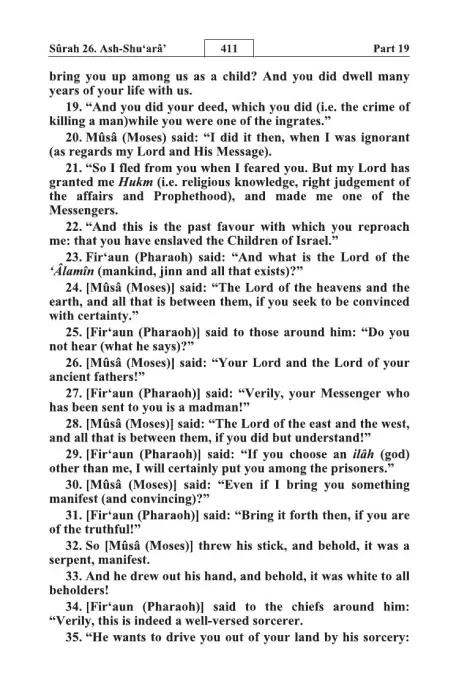 Sûrah 26. Ash-Shu‘arâ’ 411 Part 19
bring you up among us as a child? And you did dwell many
years of your life with us.
19. “And you did your deed, which you did (i.e. the crime of
killing a man)while you were one of the ingrates.”
20. Mûsâ (Moses) said: “I did it then, when I was ignorant
(as regards my Lord and His Message).
21. “So I fled from you when I feared you. But my Lord has
granted me Hukm (i.e. religious knowledge, right judgement of
the affairs and Prophethood), and made me one of the
Messengers.
22. “And this is the past favour with which you reproach
me: that you have enslaved the Children of Israel.”
23. Fir‘aun (Pharaoh) said: “And what is the Lord of the
‘Âlamîn (mankind, jinn and all that exists)?”
24. [Mûsâ (Moses)] said: “The Lord of the heavens and the
earth, and all that is between them, if you seek to be convinced
with certainty.”
25. [Fir‘aun (Pharaoh)] said to those around him: “Do you
not hear (what he says)?”
26. [Mûsâ (Moses)] said: “Your Lord and the Lord of your
ancient fathers!”
27. [Fir‘aun (Pharaoh)] said: “Verily, your Messenger who
has been sent to you is a madman!”
28. [Mûsâ (Moses)] said: “The Lord of the east and the west,
and all that is between them, if you did but understand!”
29. [Fir‘aun (Pharaoh)] said: “If you choose an ilâh (god)
other than me, I will certainly put you among the prisoners.”
30. [Mûsâ (Moses)] said: “Even if I bring you something
manifest (and convincing)?”
31. [Fir‘aun (Pharaoh)] said: “Bring it forth then, if you are
of the truthful!”
32. So [Mûsâ (Moses)] threw his stick, and behold, it was a
serpent, manifest.
33. And he drew out his hand, and behold, it was white to all
beholders!
34. [Fir‘aun (Pharaoh)] said to the chiefs around him:
“Verily, this is indeed a well-versed sorcerer.
35. “He wants to drive you out of your land by his sorcery: